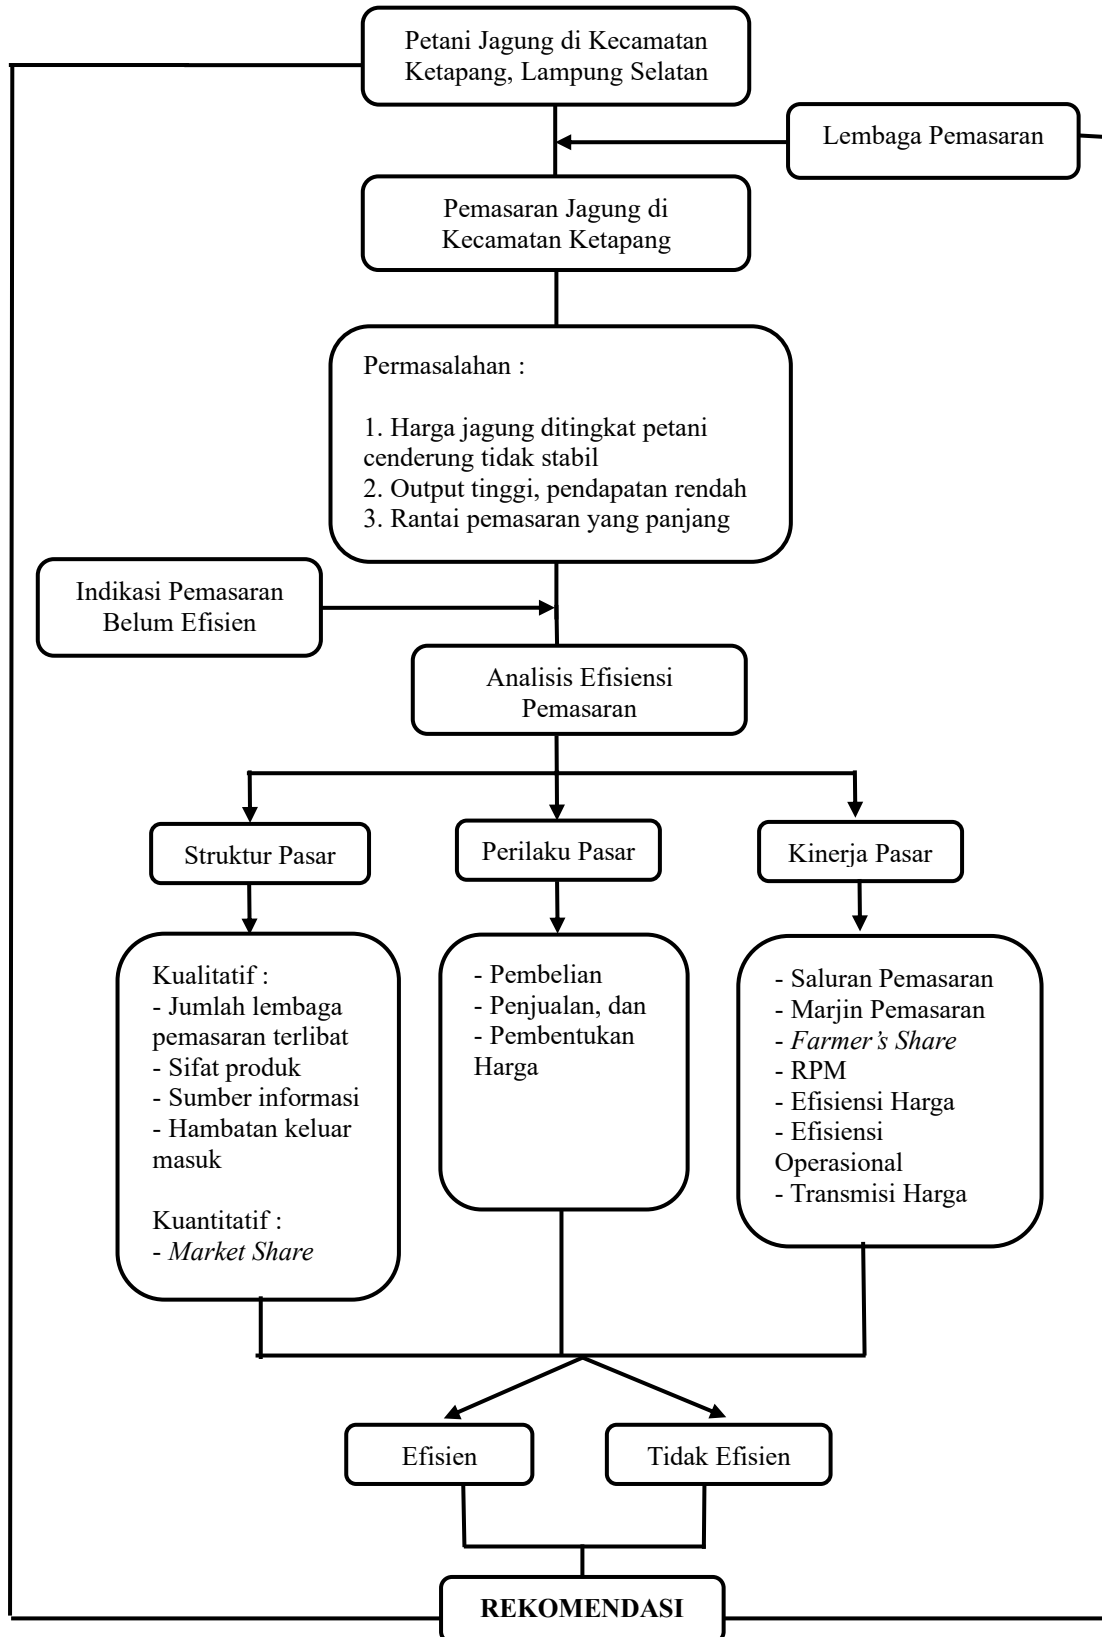 Petani Jagung di Kecamatan
Ketapang, Lampung Selatan
Lembaga Pemasaran
Pemasaran Jagung di
Kecamatan Ketapang
Permasalahan :
1. Harga jagung ditingkat petani
cenderung tidak stabil
2. Output tinggi, pendapatan rendah
3. Rantai pemasaran yang panjang
Indikasi Pemasaran
Belum Efisien
Analisis Efisiensi
Pemasaran
Struktur Pasar
Perilaku Pasar
Kinerja Pasar
Kualitatif :
- Jumlah lembaga
pemasaran terlibat
- Sifat produk
- Sumber informasi
- Hambatan keluar
masuk
Kuantitatif :
- Market Share
- Pembelian
- Penjualan, dan
- Pembentukan
Harga
- Saluran Pemasaran
- Marjin Pemasaran
- Farmer’s Share
- RPM
- Efisiensi Harga
- Efisiensi
Operasional
- Transmisi Harga
Efisien
Tidak Efisien
REKOMENDASI